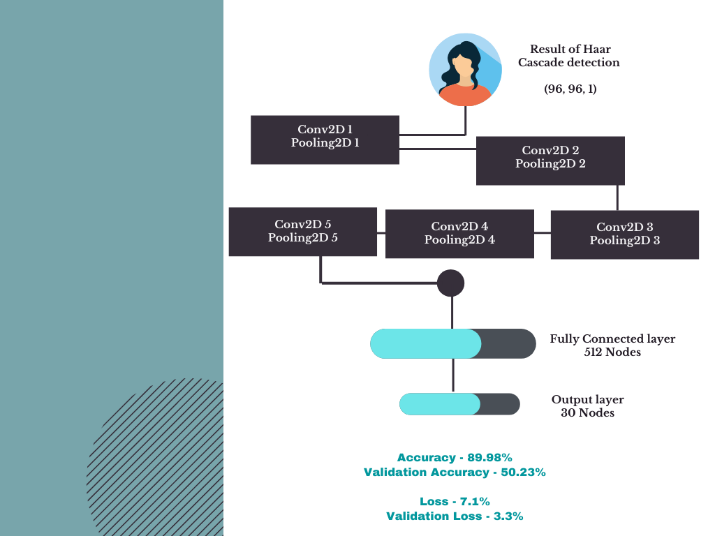 Result of Haar
Cascade detection
(96, 96, 1)
Conv2D 1
Pooling2D 1
Conv2D 2
Pooling2D 2
Conv2D 3
Pooling2D 3
Conv2D 4
Pooling2D 4
Conv2D 5
Pooling2D 5
Fully Connected layer
512 Nodes
Output layer
30 Nodes
Accuracy - 89.98%
Validation Accuracy - 50.23%
Loss - 7.1%
Validation Loss - 3.3%